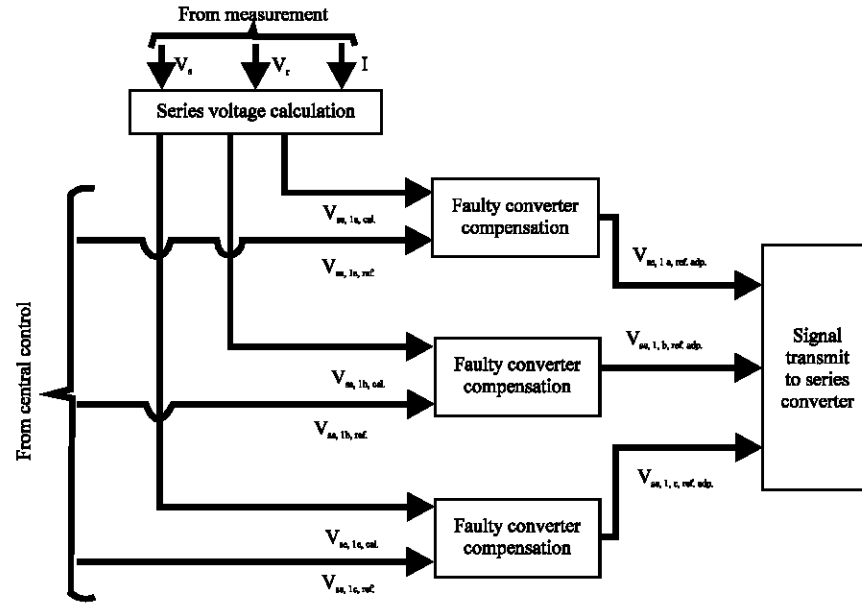 From measurement
Vs
Vr
I
Series voltage calculation
Faulty converter
compensation
Vse, 1a, cal.
Vse, 1a, ref.
Vse, 1 a, ref. adp.
From central control
Faulty converter
compensation
Vse, 1b, cal.
Vse, 1b, ref.
Vse, 1, b, ref. adp.
Signal
transmit
to series
converter
Faulty converter
compensation
Vse, 1c, cal.
Vse, 1c, ref.
Vse, 1, c, ref. adp.